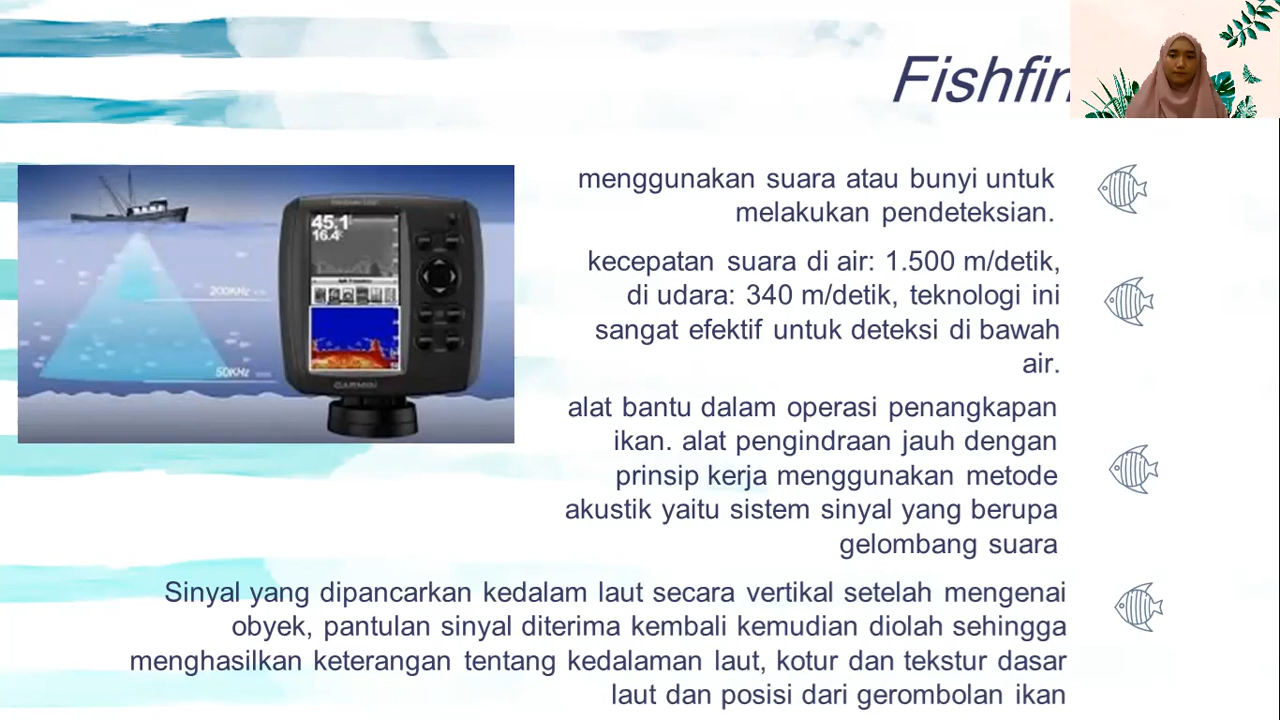 Fishfin
menggunakan suara atau bunyi untuk
melakukan pendeteksian.
kecepatan suara di air: 1.500 m/detik,
di udara: 340 m/detik, teknologi ini
sangat efektif untuk deteksi di bawah
air.
alat bantu dalam operasi penangkapan
ikan. alat pengindraan jauh dengan
prinsip kerja menggunakan metode
akustik yaitu sistem sinyal yang berupa
gelombang suara
Sinyal yang dipancarkan kedalam laut secara vertikal setelah mengenai
obyek, pantulan sinyal diterima kembali kemudian diolah sehingga
menghasilkan keterangan tentang kedalaman laut, kotur dan tekstur dasar
laut dan posisi dari gerombolan ikan
45.1
16.4
200KHz
50KHz
GARMIN